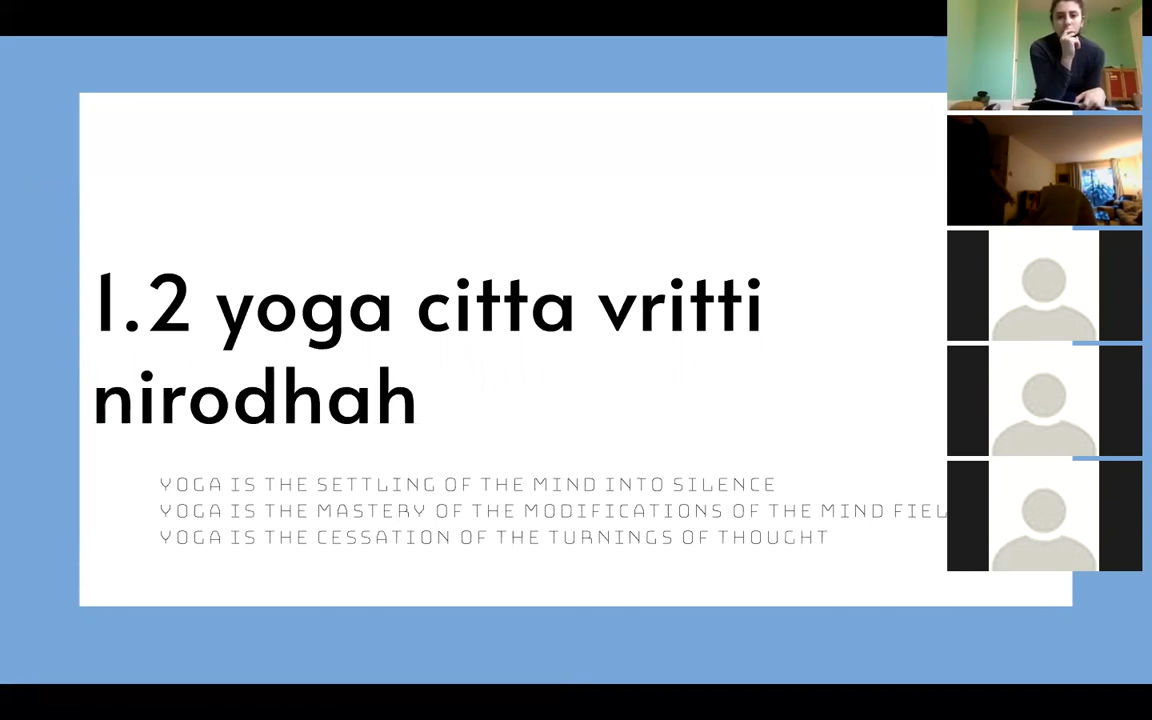 1.2 yoga citta vritti
nirodhah
YOGA IS THE SETTLING OF THE MIND INTO SILENCE
YOGA IS THE MASTERY OF THE MODIFICATIONS OF THE MIND
YOGA IS THE CESSATION OF THE TURNINGS OF THOUGHT